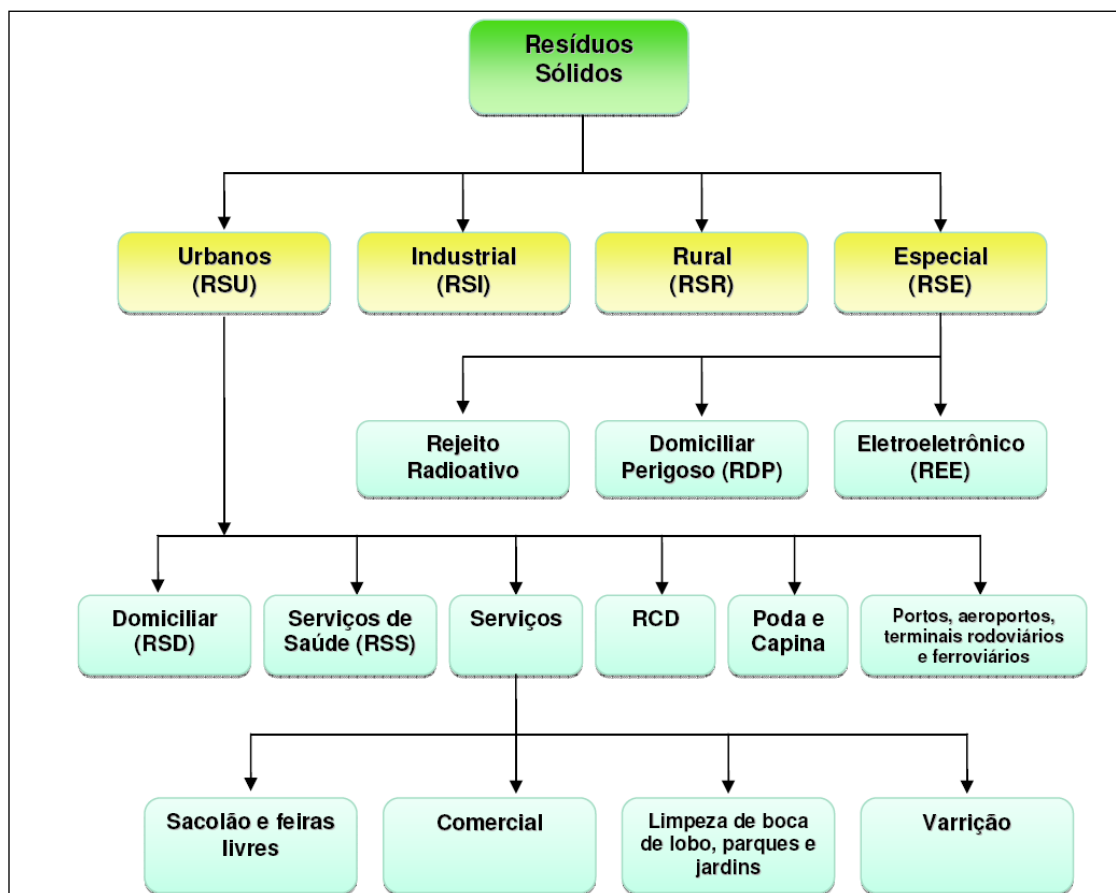 Resíduos
Sólidos
Urbanos
(RSU)
Industrial
(RSI)
Rural
(RSR)
Especial
(RSE)
Rejeito
Radioativo
Domiciliar
Perigoso (RDP)
Eletroeletrônico
(REE)
Domiciliar
(RSD)
Serviços de
Saúde (RSS)
Serviços
RCD
Poda e
Capina
Portos, aeroportos,
terminais rodoviários
e ferroviários
Sacolão e feiras
livres
Comercial
Limpeza de boca
de lobo, parques e
jardins
Varrição